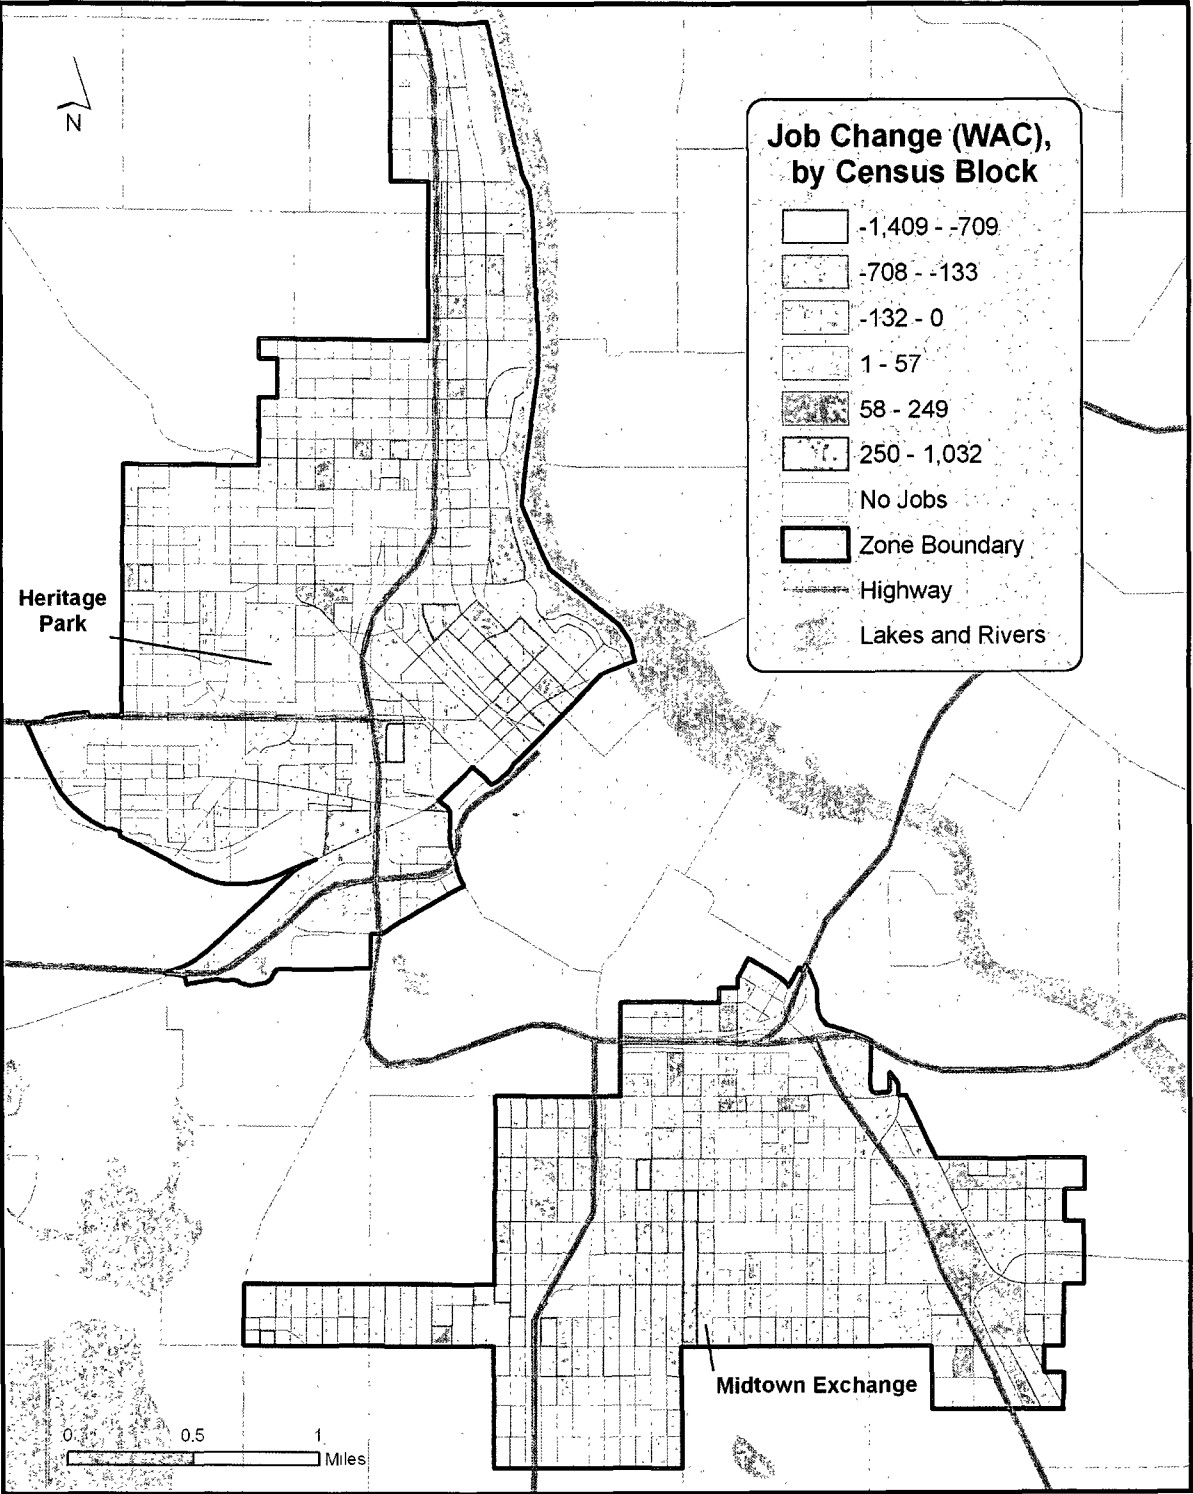 N
Job Change (WAC),
by Census Block
-1,409 - -709
-708 - -133
-132 - 0
1 - 57
58 - 249
250 - 1,032
No Jobs
Zone Boundary
Highway
Lakes and Rivers
Heritage
Park
Midtown Exchange
0 0.5 1
Miles